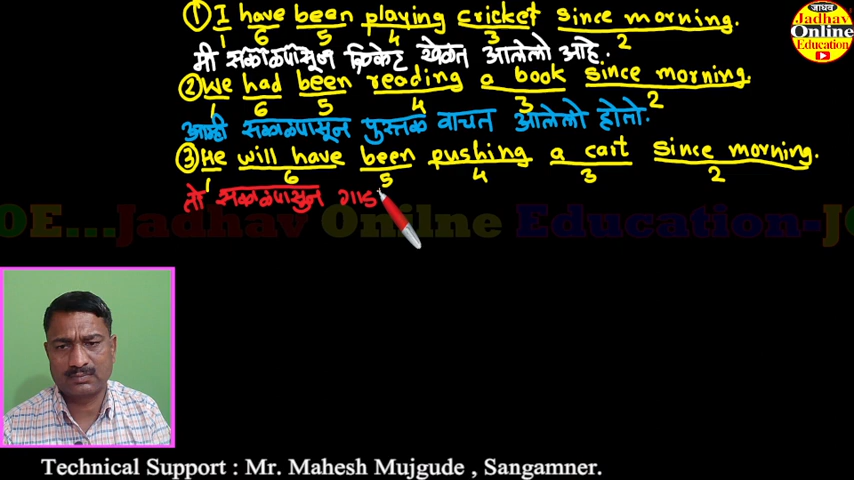 ① I have been playing cricket since morning.
1 6 5 4 3 2
मी सकाळपासून क्रिकेट खेळत आलेलो आहे.
② We had been reading a book since morning.
1 6 5 4 3 2
आम्ही सकाळपासून पुस्तक वाचत आलेलो होतो.
③ He will have been pushing a cart since morning.
1 6 5 4 3 2
तो सकाळपासून गाड
OE...Jadhav Online Education-J
जाधव
Jadhav
Online
Education
Technical Support : Mr. Mahesh Mujgude , Sangamner.